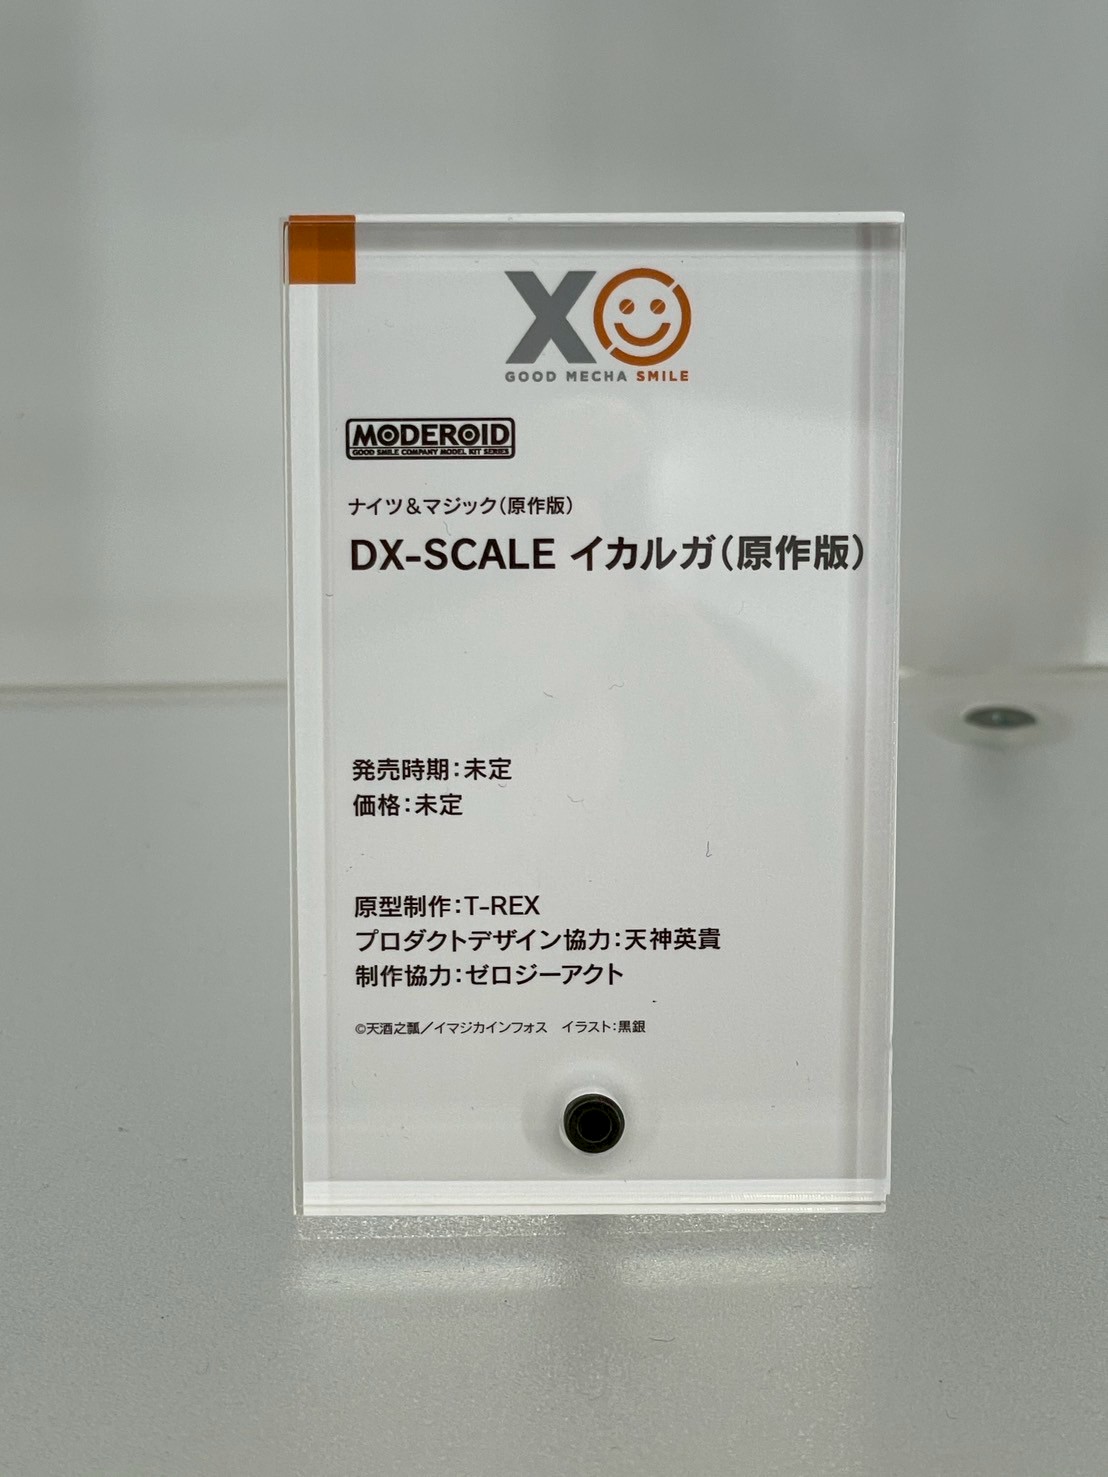 XO
GOOD MECHA SMILE
MODEROID
GOOD SMILE COMPANY MODEL KIT SERIES
ナイツ&マジック(原作版)
DX-SCALE イカルガ(原作版)
発売時期:未定
価格:未定
原型制作:T-REX
プロダクトデザイン協力:天神英貴
制作協力:ゼロジーアクト
©天酒之瓢/イマジカインフォス イラスト:黒銀